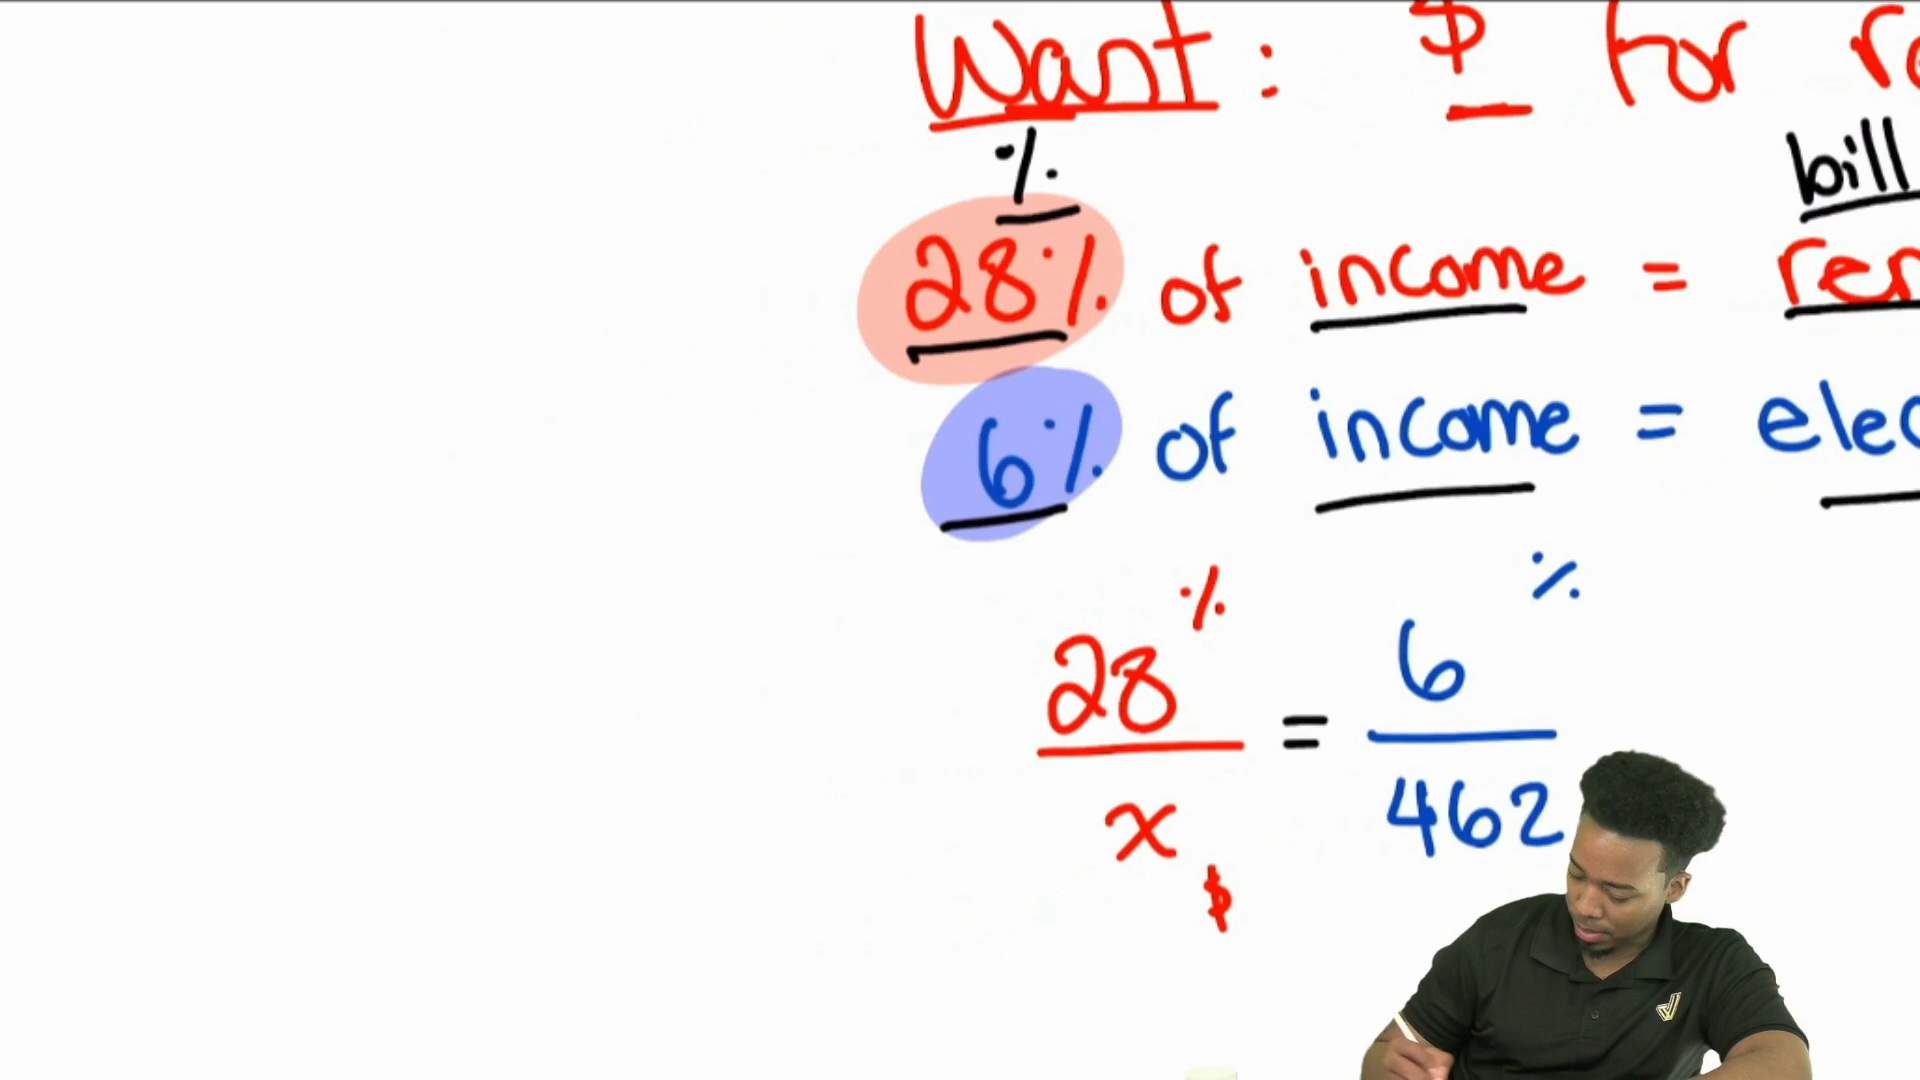 Want: $ for
%
bill
28% of income =
6% of income =
% %
28 = 6
x 462
$